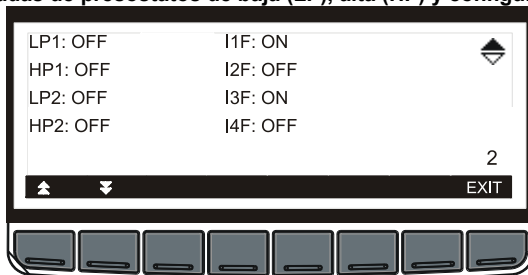 LP1: OFF I1F: ON
HP1: OFF I2F: OFF
LP2: OFF I3F: ON
HP2: OFF I4F: OFF
2
EXIT